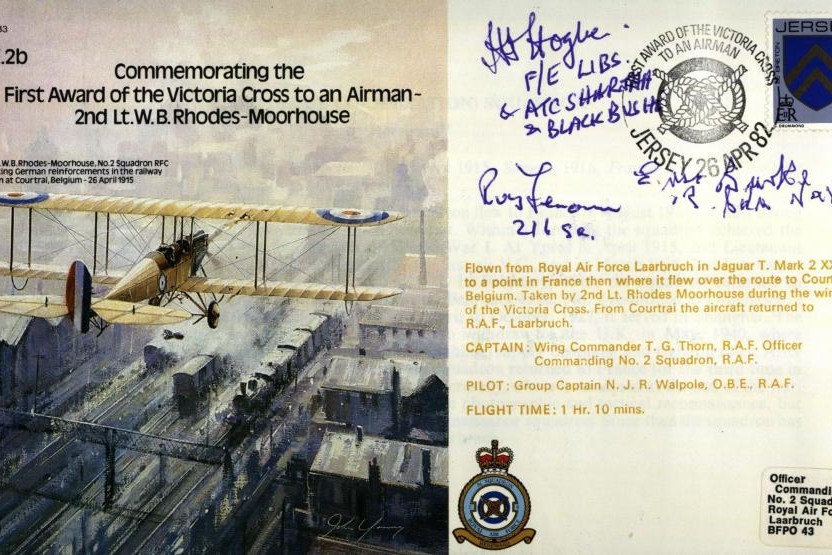 33
.2b
Commemorating the
First Award of the Victoria Cross to an Airman-
2nd Lt.W.B.Rhodes-Moorhouse
W.B.Rhodes-Moorhouse, No.2 Squadron RFC
ting German reinforcements in the railway
n at Courtrai, Belgium - 26 April 1915
F/E LIBS.
& ATC
& BLACKBUSHE
216 Sq.
FIRST AWARD OF THE VICTORIA CROSS
TO AN AIRMAN
JERSEY 26 APR 82
JERSEY
Flown from Royal Air Force Laarbruch in Jaguar T. Mark 2 XX
to a point in France then where it flew over the route to Court
Belgium. Taken by 2nd Lt. Rhodes Moorhouse during the win
of the Victoria Cross. From Courtrai the aircraft returned to
R.A.F., Laarbruch.
CAPTAIN: Wing Commander T. G. Thorn, R.A.F. Officer
Commanding No. 2 Squadron, R.A.F.
PILOT: Group Captain N. J. R. Walpole, O.B.E., R.A.F.
FLIGHT TIME: 1 Hr. 10 mins.
Officer
Commandi
No. 2 Squad
Royal Air Fo
Laarbruch
BFPO 43
John Young